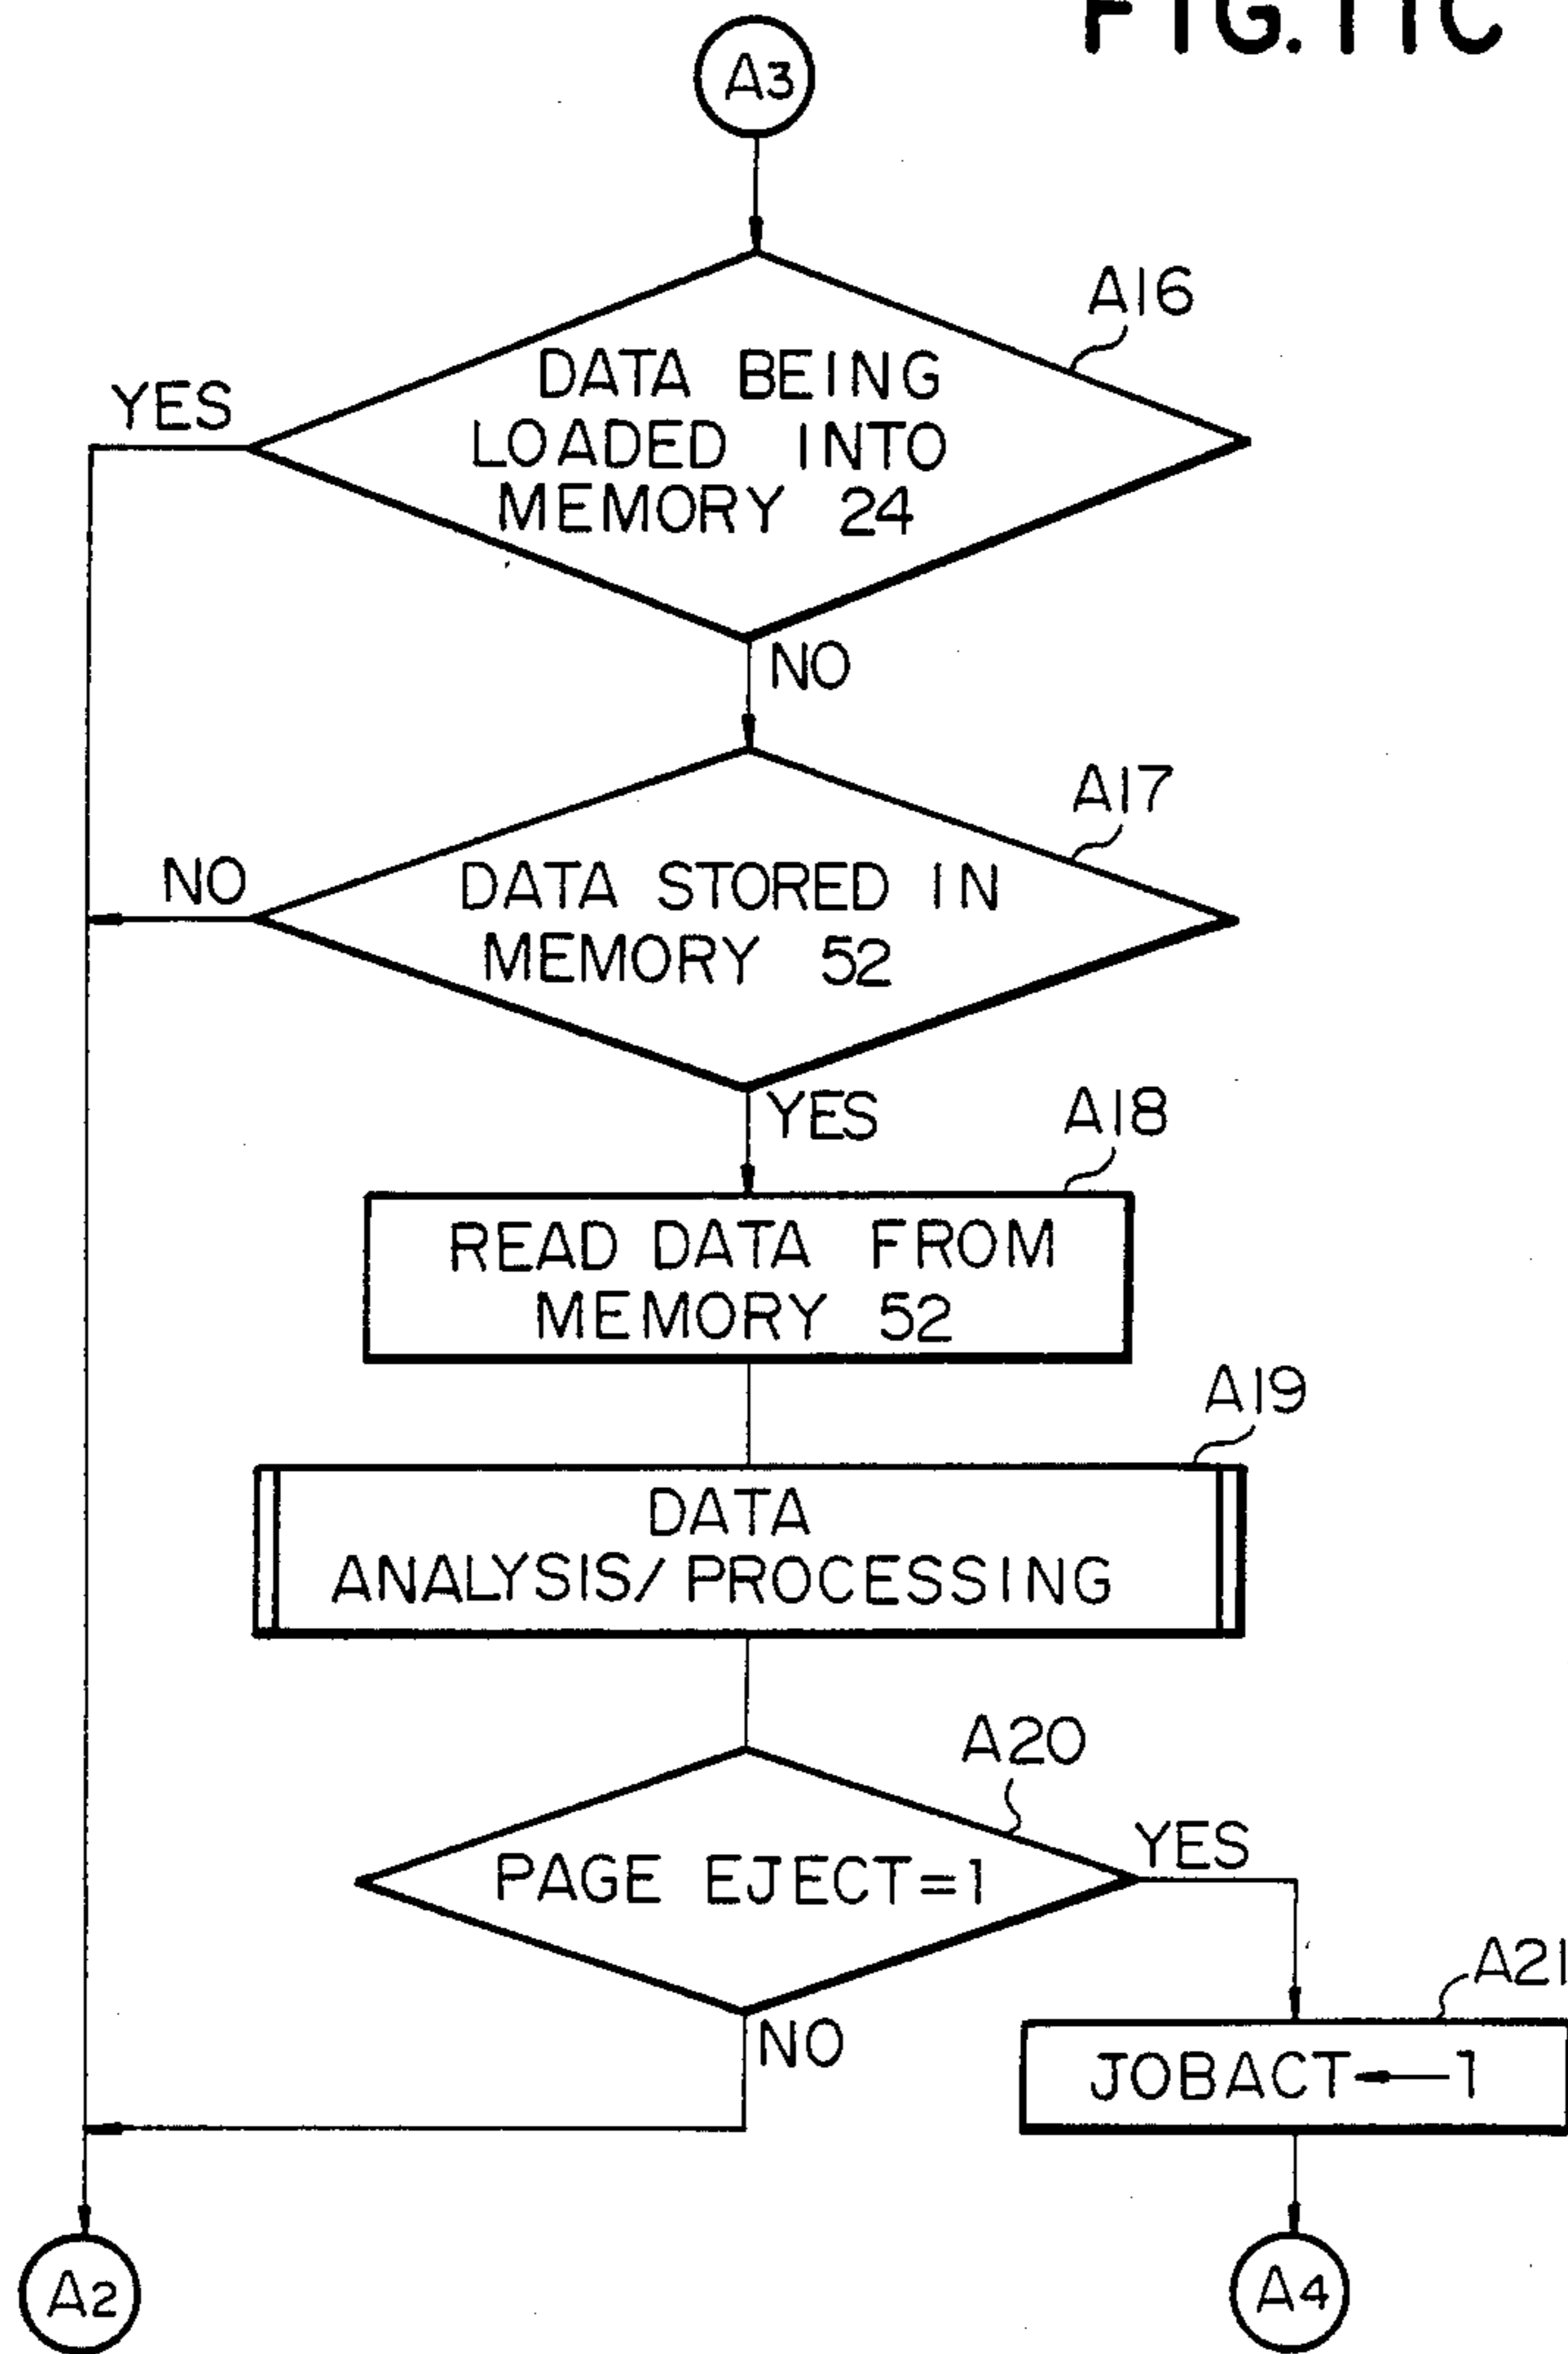 FIG. 11C
A3
A16
DATA BEING
LOADED INTO
MEMORY 24
YES
NO
A17
DATA STORED IN
MEMORY 52
NO
YES
A18
READ DATA FROM
MEMORY 52
A19
DATA
ANALYSIS/PROCESSING
A20
PAGE EJECT=1
YES
NO
A21
JOBACT←1
A2
A4